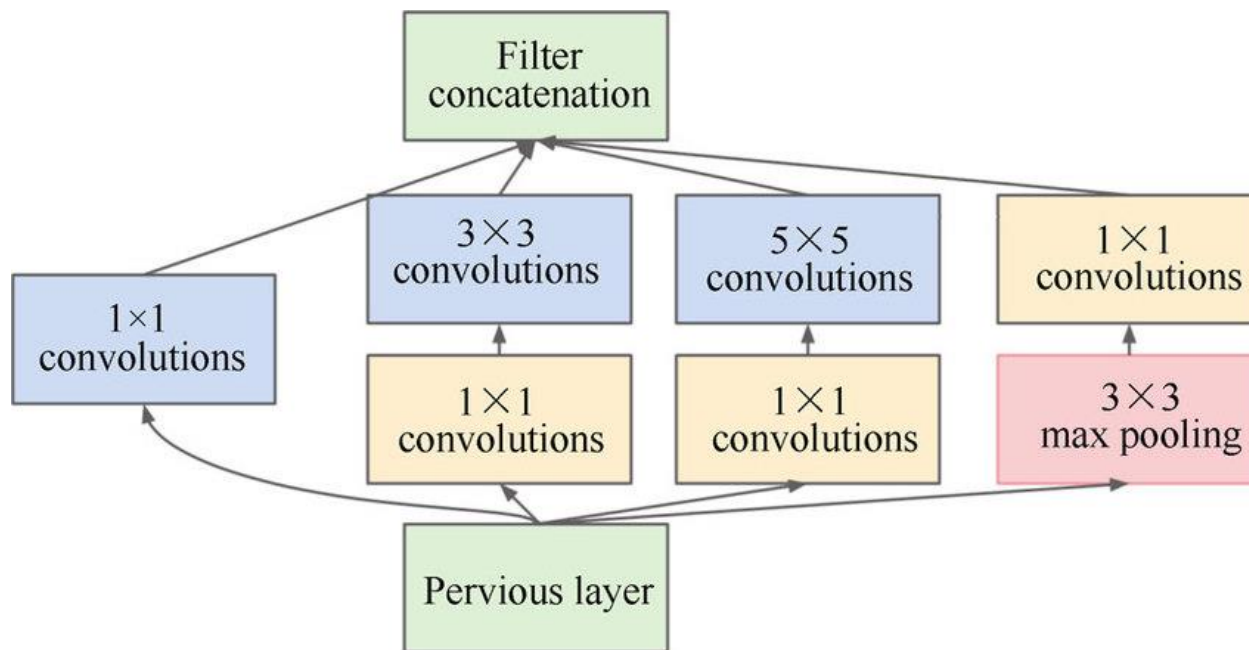 Filter
concatenation
3×3
convolutions
5×5
convolutions
1×1
convolutions
1×1
convolutions
1×1
convolutions
1×1
convolutions
3×3
max pooling
Pervious layer